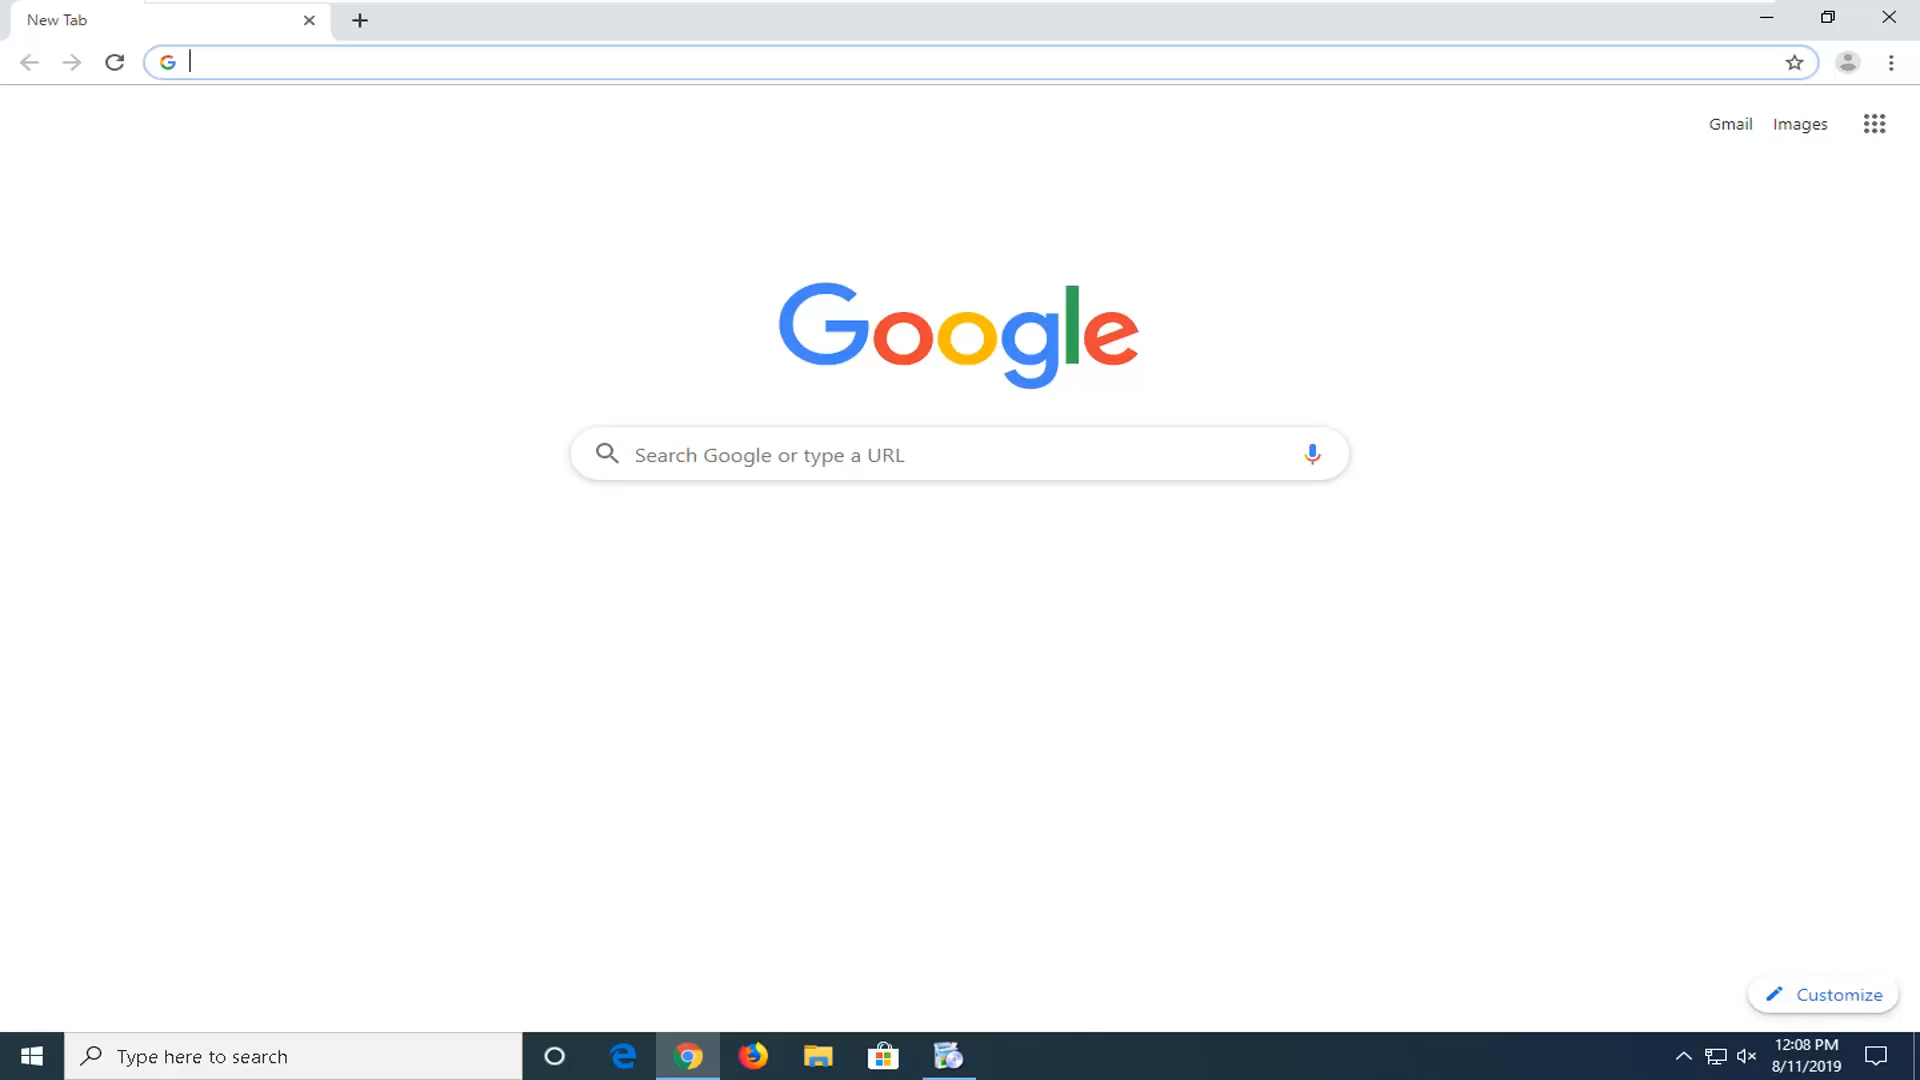 New Tab
Gmail Images
Google
Search Google or type a URL
Customize
Type here to search
12:08 PM
8/11/2019